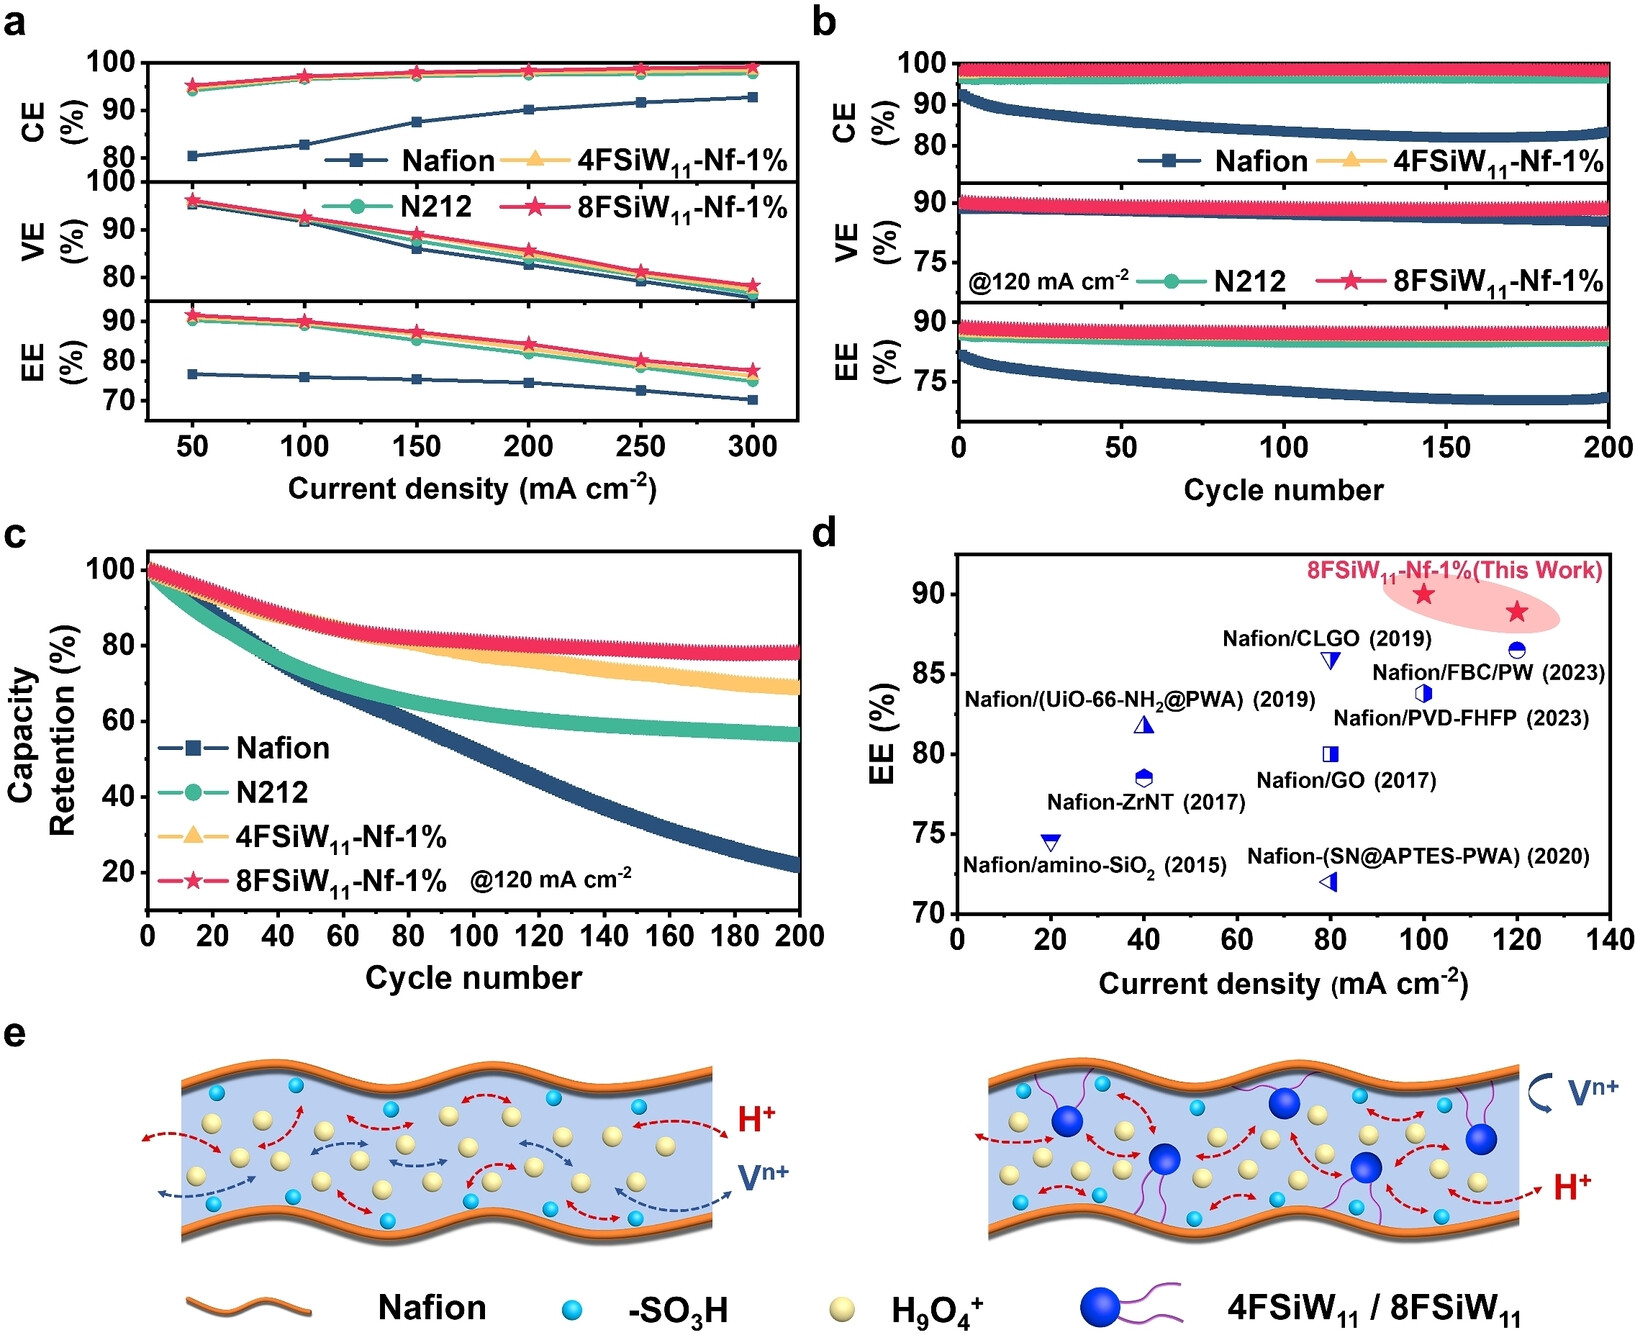 a
100
90
80
CE
(%)
Nafion
4FSiW₁₁-Nf-1%
100
90
80
VE
(%)
N212
8FSiW₁₁-Nf-1%
90
80
70
EE
(%)
50 100 150 200 250 300
Current density (mA cm⁻²)
b
100
90
80
CE
(%)
Nafion
4FSiW₁₁-Nf-1%
90
75
VE
(%)
@120 mA cm⁻²
N212
8FSiW₁₁-Nf-1%
90
75
EE
(%)
0 50 100 150 200
Cycle number
c
100
80
60
40
20
Capacity
Retention (%)
Nafion
N212
4FSiW₁₁-Nf-1%
8FSiW₁₁-Nf-1%
@120 mA cm⁻²
0 20 40 60 80 100 120 140 160 180 200
Cycle number
d
90
85
80
75
70
EE (%)
8FSiW₁₁-Nf-1%(This Work)
Nafion/CLGO (2019)
Nafion/FBC/PW (2023)
Nafion/(UiO-66-NH₂@PWA) (2019)
Nafion/PVD-FHFP (2023)
Nafion/GO (2017)
Nafion-ZrNT (2017)
Nafion/amino-SiO₂ (2015)
Nafion-(SN@APTES-PWA) (2020)
0 20 40 60 80 100 120 140
Current density (mA cm⁻²)
e
H⁺
Vⁿ⁺
Vⁿ⁺
H⁺
Nafion
-SO₃H
H₉O₄⁺
4FSiW₁₁ / 8FSiW₁₁